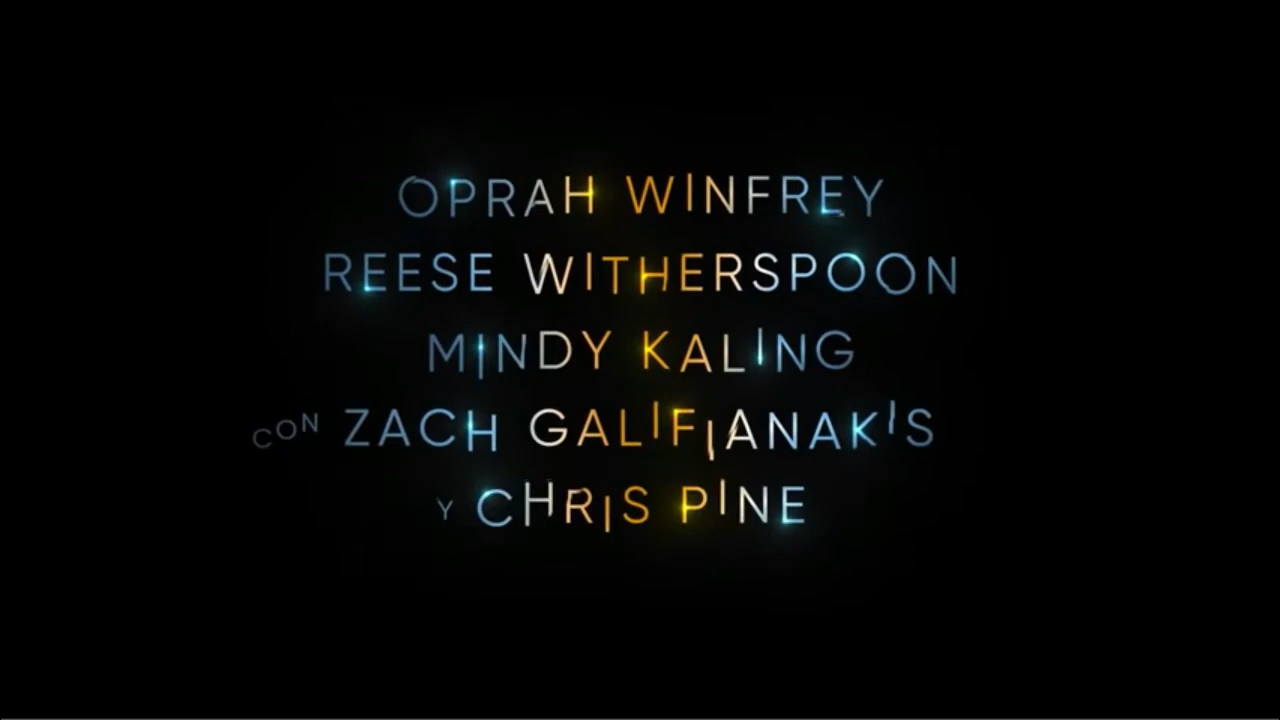 OPRAH WINFREY
REESE WITHERSPOON
MINDY KALING
CON ZACH GALIFIANAKIS
Y CHRIS PINE